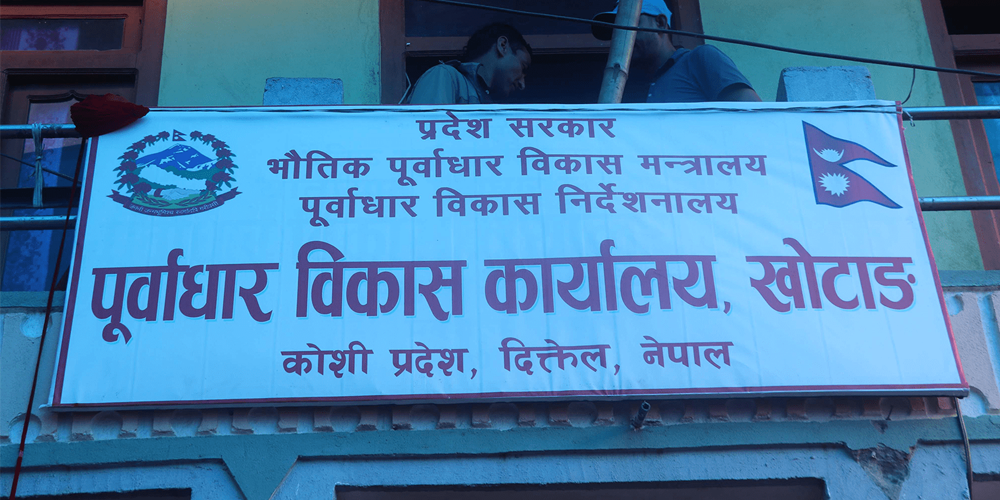 प्रदेश सरकार
भौतिक पूर्वाधार विकास मन्त्रालय
पूर्वाधार विकास निर्देशनालय
पूर्वाधार विकास कार्यालय, खोटाङ
कोशी प्रदेश, दिक्तेल, नेपाल